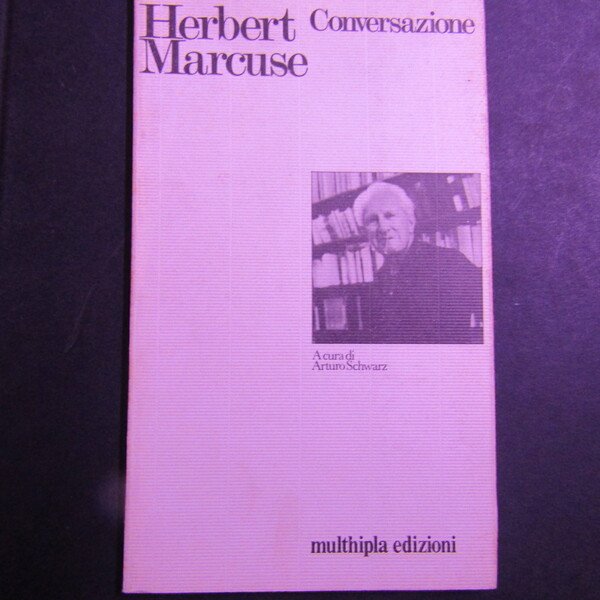 Herbert
Marcuse
Conversazione
A cura di
Arturo Schwarz
multhipla edizioni